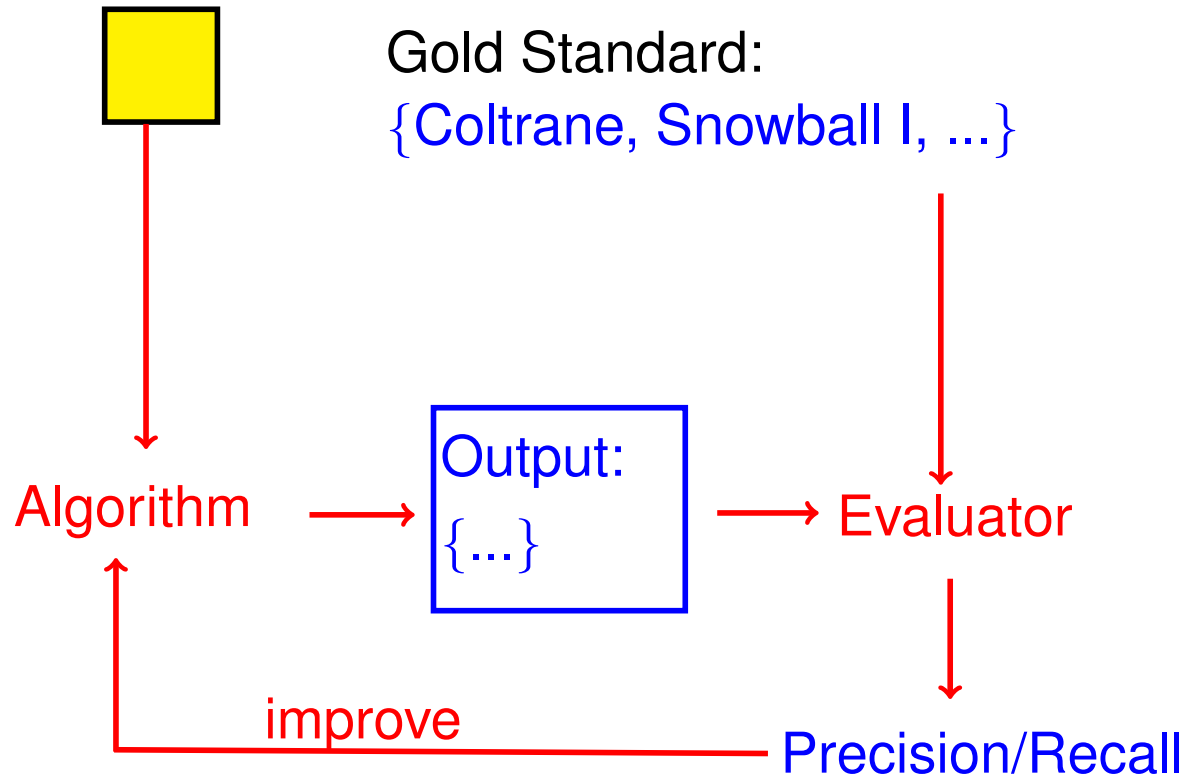 Gold Standard:
{Coltrane, Snowball I, ...}
Algorithm
Output:
{...}
Evaluator
improve
Precision/Recall